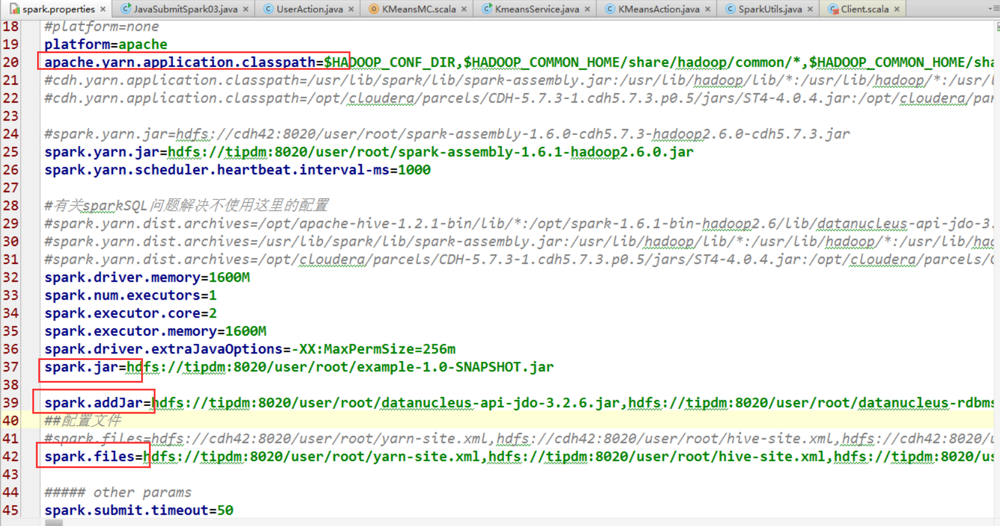 spark.properties JavaSubmitSpark03.java UserAction.java KMeansMC.scala KmeansService.java KMeansAction.java SparkUtils.java Client.scala
18 #platform=none
19 platform=apache
20 apache.yarn.application.classpath=$HADOOP_CONF_DIR,$HADOOP_COMMON_HOME/share/hadoop/common/*,$HADOOP_COMMON_HOME/sha
21 #cdh.yarn.application.classpath=/usr/lib/spark/lib/spark-assembly.jar:/usr/lib/hadoop/lib/*:/usr/lib/hadoop/*:/usr/l
22 #cdh.yarn.application.classpath=/opt/cloudera/parcels/CDH-5.7.3-1.cdh5.7.3.p0.5/jars/ST4-4.0.4.jar:/opt/cloudera/par
23
24 #spark.yarn.jar=hdfs://cdh42:8020/user/root/spark-assembly-1.6.0-cdh5.7.3-hadoop2.6.0-cdh5.7.3.jar
25 spark.yarn.jar=hdfs://tipdm:8020/user/root/spark-assembly-1.6.1-hadoop2.6.0.jar
26 spark.yarn.scheduler.heartbeat.interval-ms=1000
27
28 #有关sparkSQL问题解决不使用这里的配置
29 #spark.yarn.dist.archives=/opt/apache-hive-1.2.1-bin/lib/*:/opt/spark-1.6.1-bin-hadoop2.6/lib/datanucleus-api-jdo-3.
30 #spark.yarn.dist.archives=/usr/lib/spark/lib/spark-assembly.jar:/usr/lib/hadoop/lib/*:/usr/lib/hadoop/*:/usr/lib/had
31 #spark.yarn.dist.archives=/opt/cloudera/parcels/CDH-5.7.3-1.cdh5.7.3.p0.5/jars/ST4-4.0.4.jar:/opt/cloudera/parcels/C
32 spark.driver.memory=1600M
33 spark.num.executors=1
34 spark.executor.core=2
35 spark.executor.memory=1600M
36 spark.driver.extraJavaOptions=-XX:MaxPermSize=256m
37 spark.jar=hdfs://tipdm:8020/user/root/example-1.0-SNAPSHOT.jar
38
39 spark.addJar=hdfs://tipdm:8020/user/root/datanucleus-api-jdo-3.2.6.jar,hdfs://tipdm:8020/user/root/datanucleus-rdbms
40 ##配置文件
41 #spark.files=hdfs://cdh42:8020/user/root/yarn-site.xml,hdfs://cdh42:8020/user/root/hive-site.xml,hdfs://cdh42:8020/u
42 spark.files=hdfs://tipdm:8020/user/root/yarn-site.xml,hdfs://tipdm:8020/user/root/hive-site.xml,hdfs://tipdm:8020/us
43
44 ##### other params
45 spark.submit.timeout=50